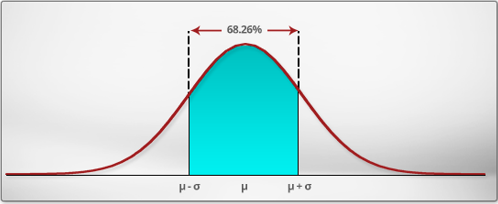 68.26%
μ - σ
μ
μ + σ